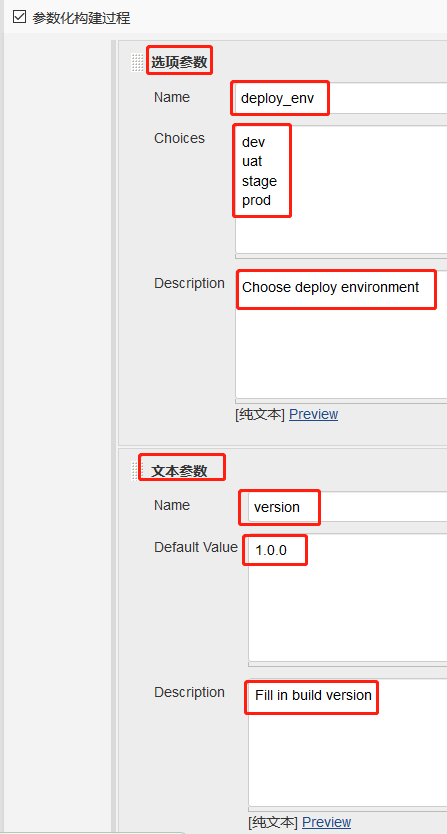 参数化构建过程
选项参数
Name
deploy_env
Choices
dev
uat
stage
prod
Description
Choose deploy environment
[纯文本] Preview
文本参数
Name
version
Default Value
1.0.0
Description
Fill in build version
[纯文本] Preview